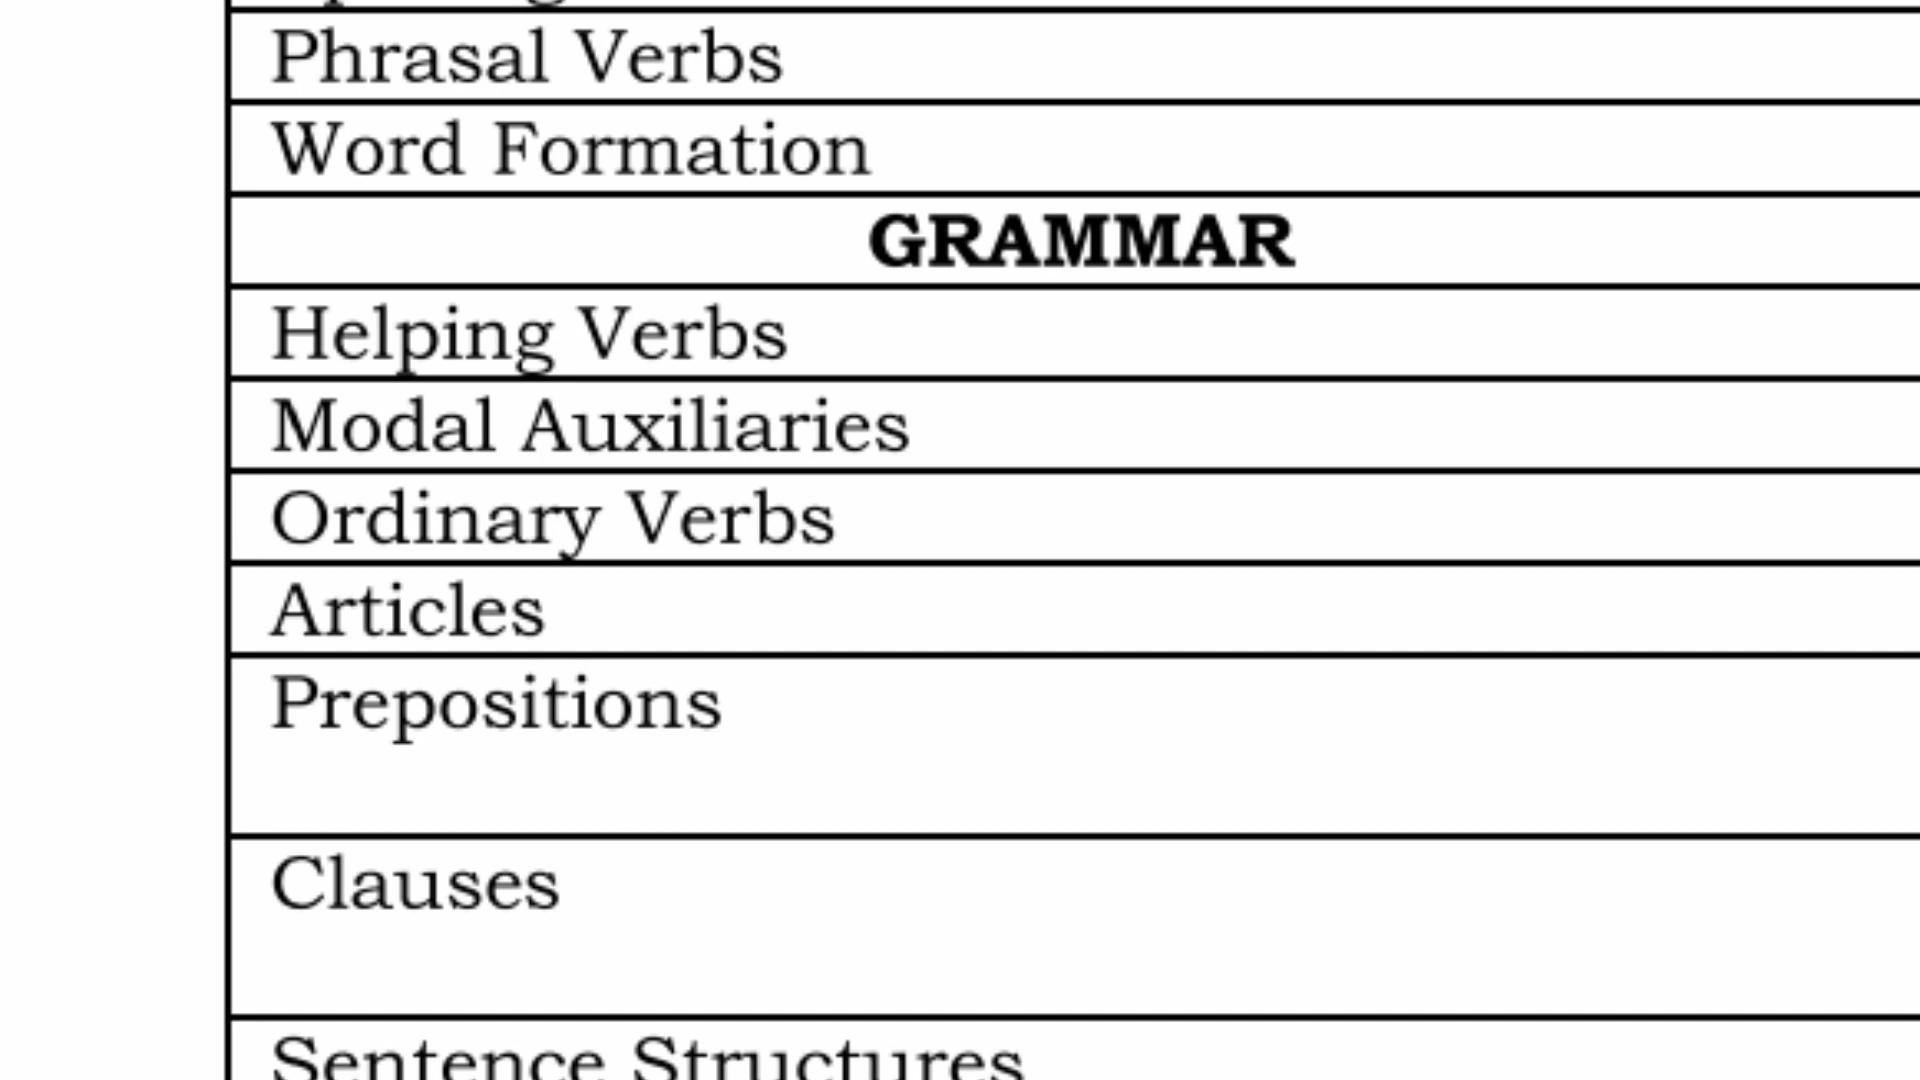 Phrasal Verbs
Word Formation
GRAMMAR
Helping Verbs
Modal Auxiliaries
Ordinary Verbs
Articles
Prepositions
Clauses
Sentence Structures